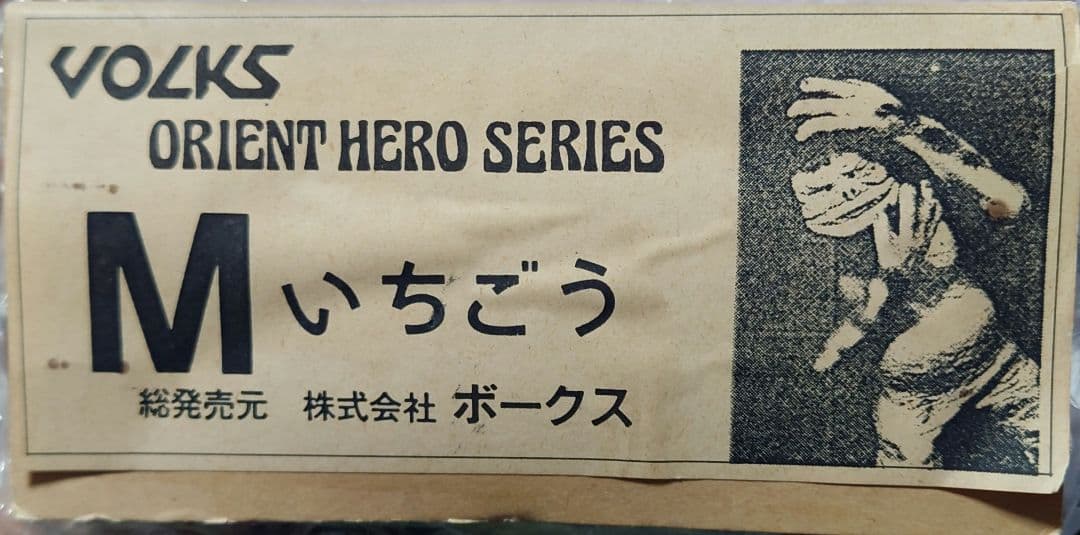 VOLKS
ORIENT HERO SERIES
M いちごう
総発売元 株式会社 ボークス